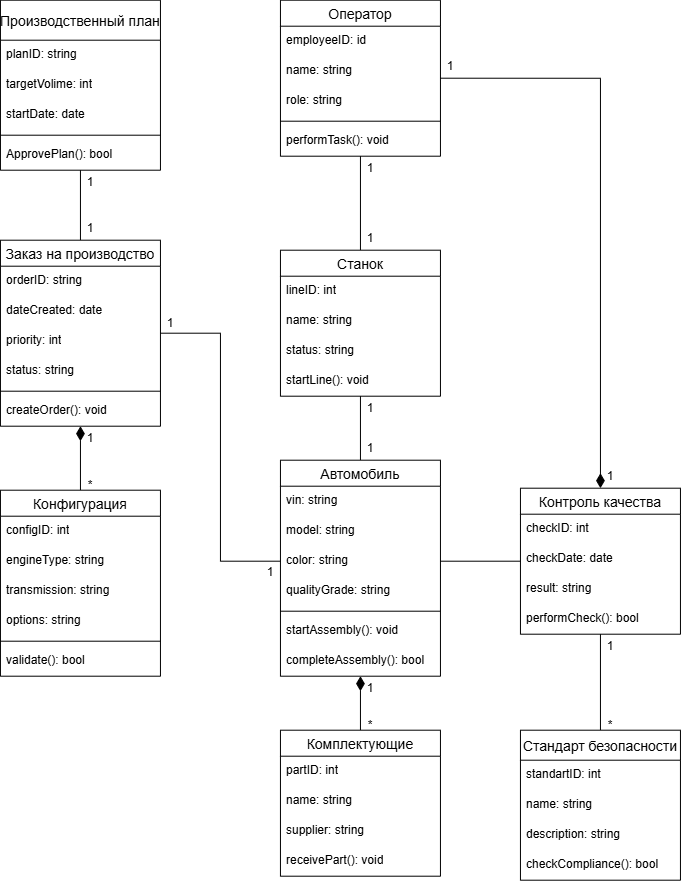 Производственный план
planID: string
targetVolime: int
startDate: date
ApprovePlan(): bool
1
1
Заказ на производство
orderID: string
dateCreated: date
priority: int
status: string
createOrder(): void
1
1
*
Конфигурация
configID: int
engineType: string
transmission: string
options: string
validate(): bool
Оператор
employeeID: id
name: string
role: string
performTask(): void
1
1
1
Станок
lineID: int
name: string
status: string
startLine(): void
1
1
1
Автомобиль
vin: string
model: string
color: string
qualityGrade: string
startAssembly(): void
completeAssembly(): bool
1
*
Комплектующие
partID: int
name: string
supplier: string
receivePart(): void
1
Контроль качества
checkID: int
checkDate: date
result: string
performCheck(): bool
1
*
Стандарт безопасности
standartID: int
name: string
description: string
checkCompliance(): bool